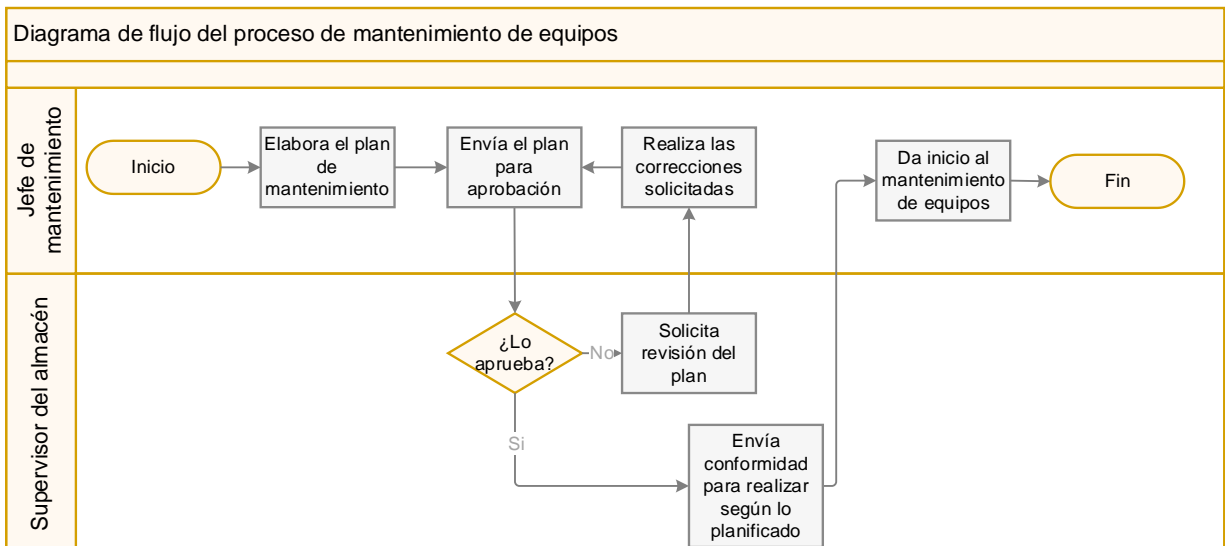 Diagrama de flujo del proceso de mantenimiento de equipos
Jefe de
mantenimiento
Inicio
Elabora el plan
de
mantenimiento
Envía el plan
para
aprobación
Realiza las
correcciones
solicitadas
Da inicio al
mantenimiento
de equipos
Fin
Supervisor del almacén
¿Lo
aprueba?
No
Solicita
revisión del
plan
Si
Envía
conformidad
para realizar
según lo
planificado